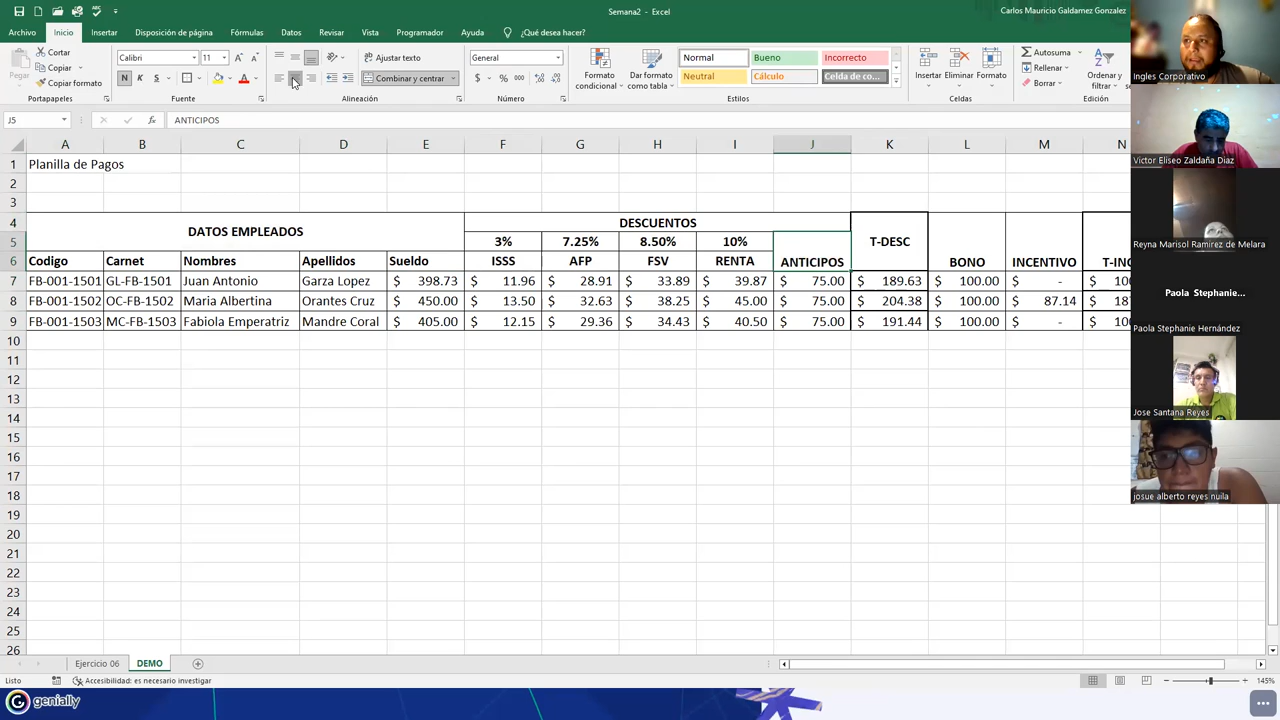 Semana2 - Excel
Carlos Mauricio Galdamez Gonzalez
Archivo Inicio Insertar Disposición de página Fórmulas Datos Revisar Vista Programador Ayuda ¿Qué desea hacer?
Pegar
Cortar
Copiar
Copiar formato
Portapapeles
Calibri 11
N K S
Fuente
Ajustar texto
Combinar y centrar
Alineación
General
$ % 000
Número
Formato condicional
Dar formato como tabla
Normal Bueno Incorrecto
Neutral Cálculo Celda de co...
Estilos
Insertar Eliminar Formato
Celdas
Autosuma
Rellenar
Borrar
Ordenar y filtrar
Edición
J5 fx ANTICIPOS
A B C D E F G H I J K L M N
1 Planilla de Pagos
2
3
4 DATOS EMPLEADOS DESCUENTOS T-DESC
5 3% 7.25% 8.50% 10%
6 Codigo Carnet Nombres Apellidos Sueldo ISSS AFP FSV RENTA ANTICIPOS BONO INCENTIVO T-INC
7 FB-001-1501 GL-FB-1501 Juan Antonio Garza Lopez $ 398.73 $ 11.96 $ 28.91 $ 33.89 $ 39.87 $ 75.00 $ 189.63 $ 100.00 $ - $ 100
8 FB-001-1502 OC-FB-1502 Maria Albertina Orantes Cruz $ 450.00 $ 13.50 $ 32.63 $ 38.25 $ 45.00 $ 75.00 $ 204.38 $ 100.00 $ 87.14 $ 187
9 FB-001-1503 MC-FB-1503 Fabiola Emperatriz Mandre Coral $ 405.00 $ 12.15 $ 29.36 $ 34.43 $ 40.50 $ 75.00 $ 191.44 $ 100.00 $ - $ 100
10
11
12
13
14
15
16
17
18
19
20
21
22
23
24
25
26
Ejercicio 06 DEMO
Listo Accesibilidad: es necesario investigar 145%
genially
Ingles Corporativo
Victor Eliseo Zaldaña Diaz
Reyna Marisol Ramirez de Melara
Paola Stephanie...
Paola Stephanie Hernández
Jose Santana Reyes
josue alberto reyes nuila